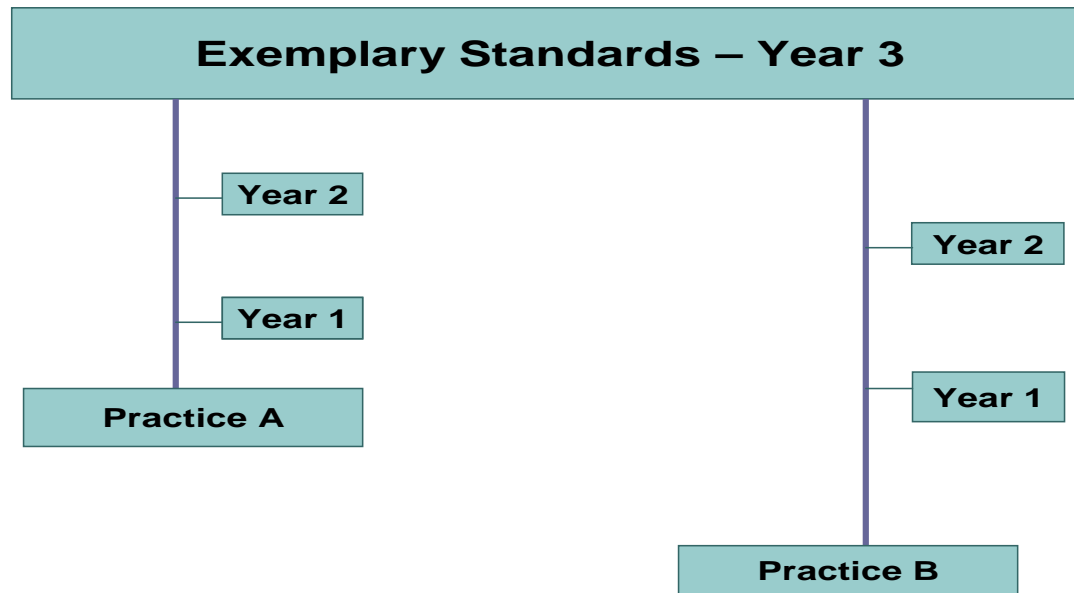 Exemplary Standards – Year 3
Year 2
Year 1
Practice A
Year 2
Year 1
Practice B